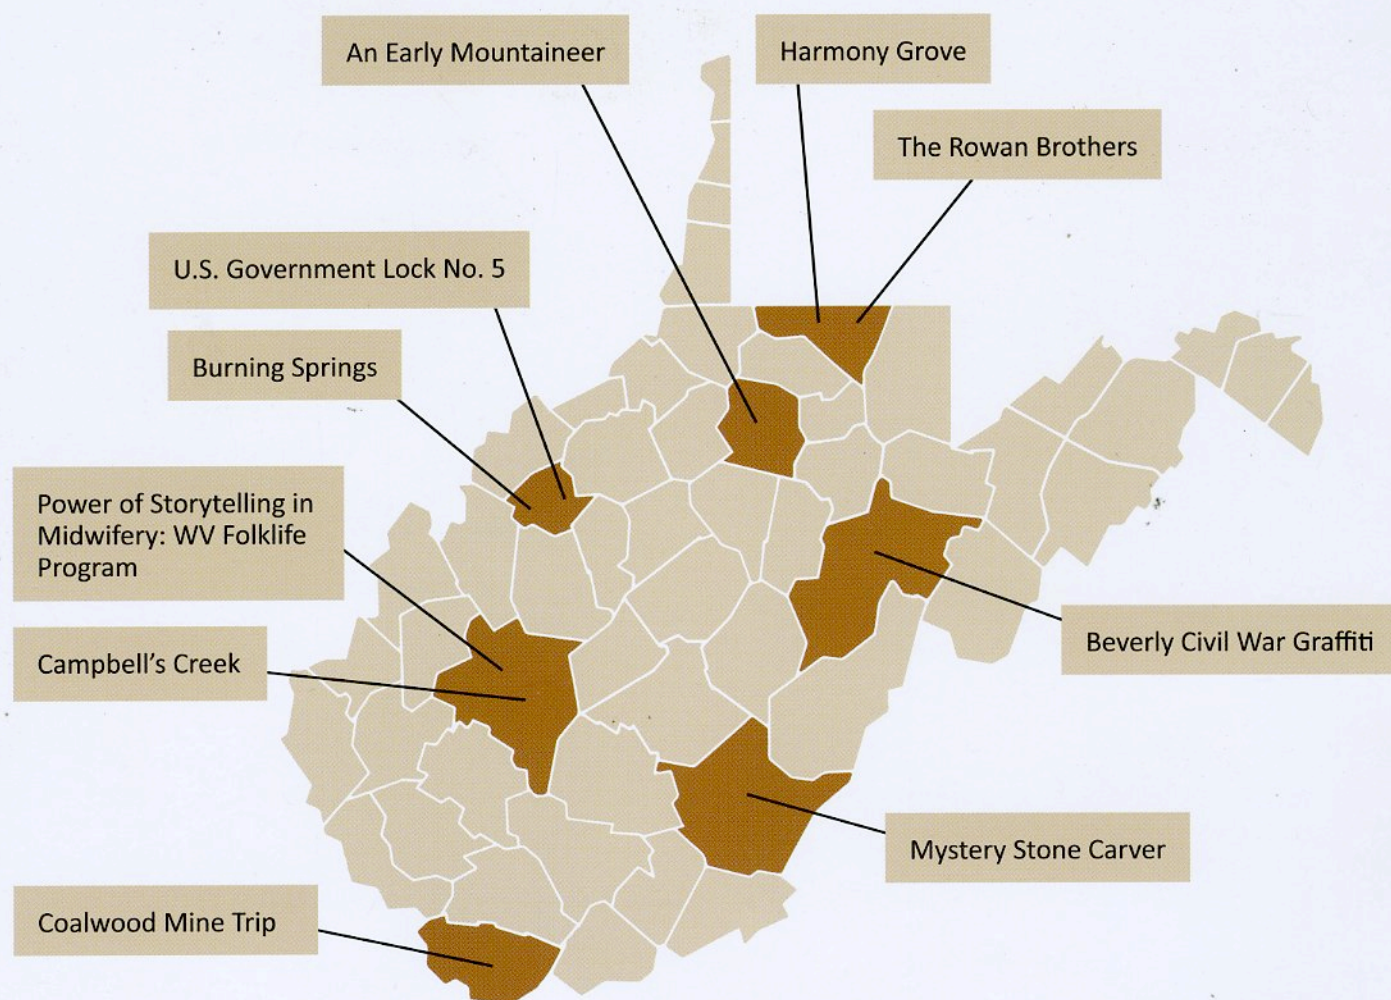 An Early Mountaineer
Harmony Grove
The Rowan Brothers
U.S. Government Lock No. 5
Burning Springs
Power of Storytelling in
Midwifery: WV Folklife
Program
Campbell’s Creek
Beverly Civil War Graffiti
Mystery Stone Carver
Coalwood Mine Trip